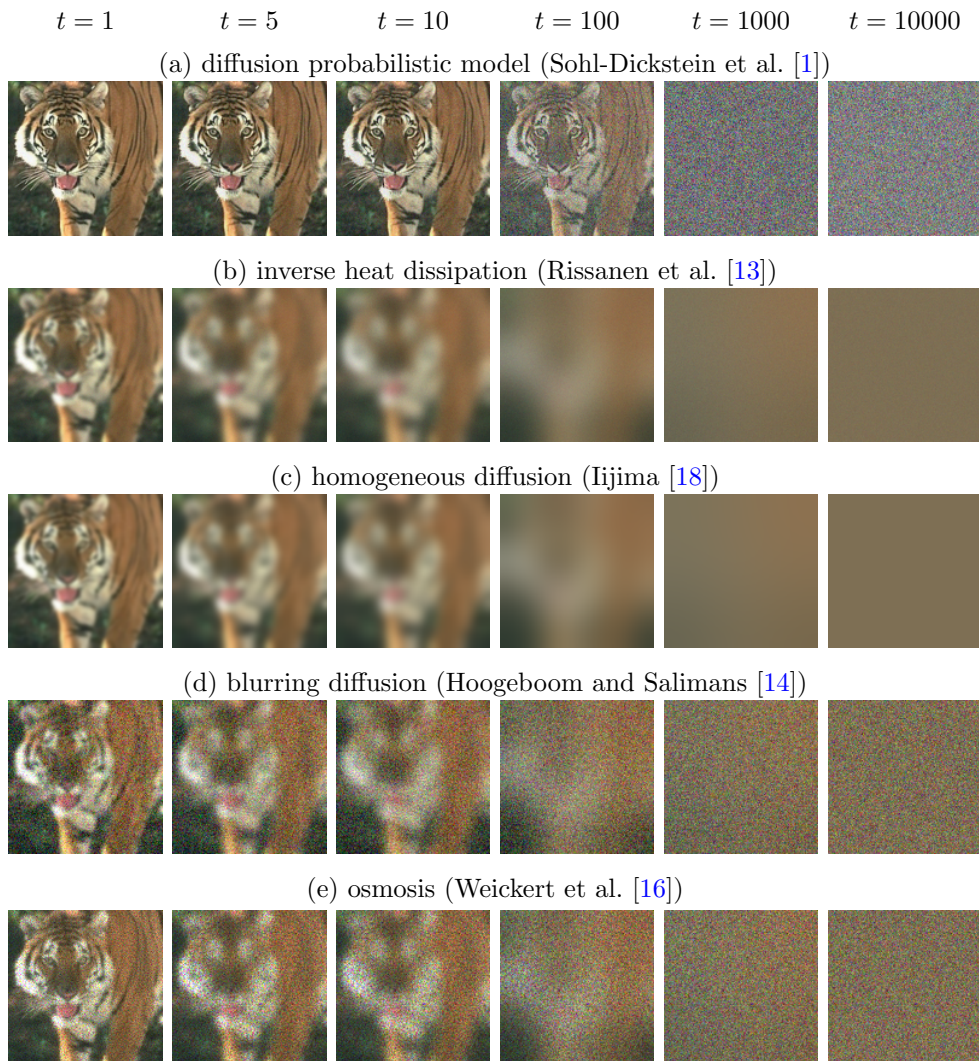 t = 1 t = 5 t = 10 t = 100 t = 1000 t = 10000
(a) diffusion probabilistic model (Sohl-Dickstein et al. [1])
(b) inverse heat dissipation (Rissanen et al. [13])
(c) homogeneous diffusion (Iijima [18])
(d) blurring diffusion (Hoogeboom and Salimans [14])
(e) osmosis (Weickert et al. [16])